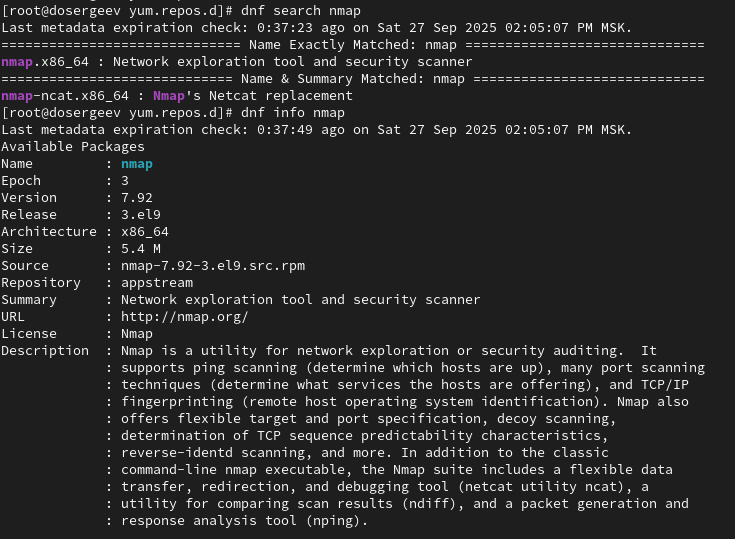 [root@dosergeev yum.repos.d]# dnf search nmap
Last metadata expiration check: 0:37:23 ago on Sat 27 Sep 2025 02:05:07 PM MSK.
============================== Name Exactly Matched: nmap ==============================
nmap.x86_64 : Network exploration tool and security scanner
============================= Name & Summary Matched: nmap =============================
nmap-ncat.x86_64 : Nmap's Netcat replacement
[root@dosergeev yum.repos.d]# dnf info nmap
Last metadata expiration check: 0:37:49 ago on Sat 27 Sep 2025 02:05:07 PM MSK.
Available Packages
Name         : nmap
Epoch        : 3
Version      : 7.92
Release      : 3.el9
Architecture : x86_64
Size         : 5.4 M
Source       : nmap-7.92-3.el9.src.rpm
Repository   : appstream
Summary      : Network exploration tool and security scanner
URL          : http://nmap.org/
License      : Nmap
Description  : Nmap is a utility for network exploration or security auditing.  It
             : supports ping scanning (determine which hosts are up), many port scanning
             : techniques (determine what services the hosts are offering), and TCP/IP
             : fingerprinting (remote host operating system identification). Nmap also
             : offers flexible target and port specification, decoy scanning,
             : determination of TCP sequence predictability characteristics,
             : reverse-identd scanning, and more. In addition to the classic
             : command-line nmap executable, the Nmap suite includes a flexible data
             : transfer, redirection, and debugging tool (netcat utility ncat), a
             : utility for comparing scan results (ndiff), and a packet generation and
             : response analysis tool (nping).